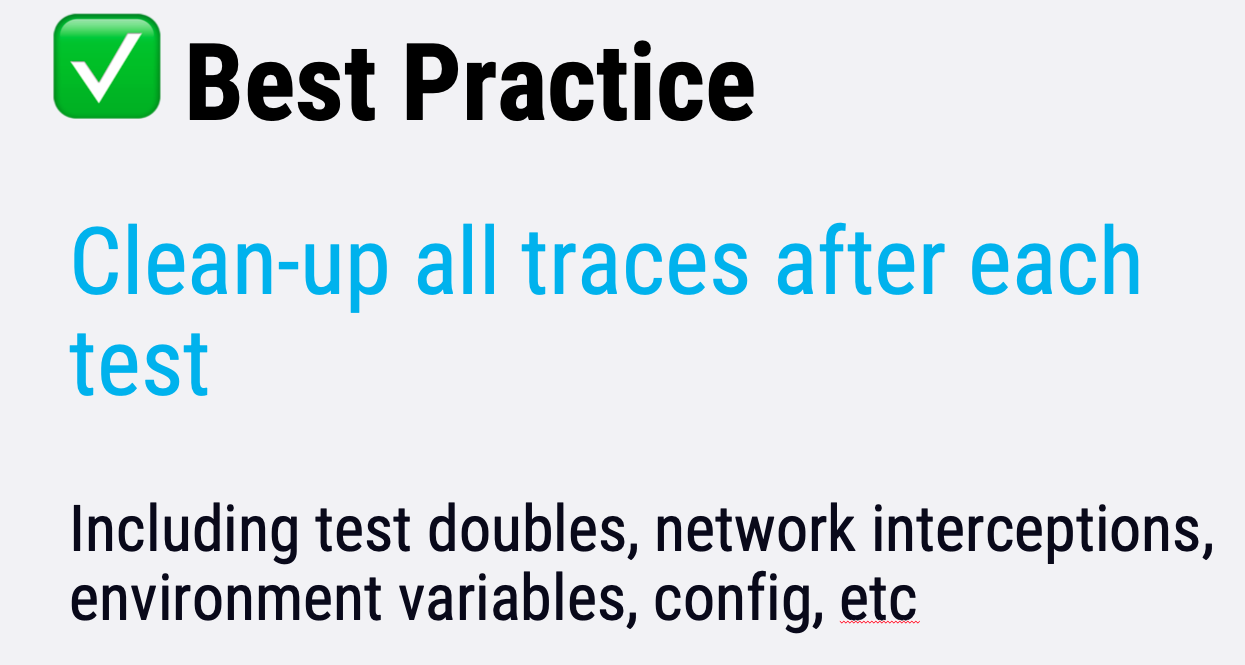 ✅ Best Practice
Clean-up all traces after each
test
Including test doubles, network interceptions,
environment variables, config, etc